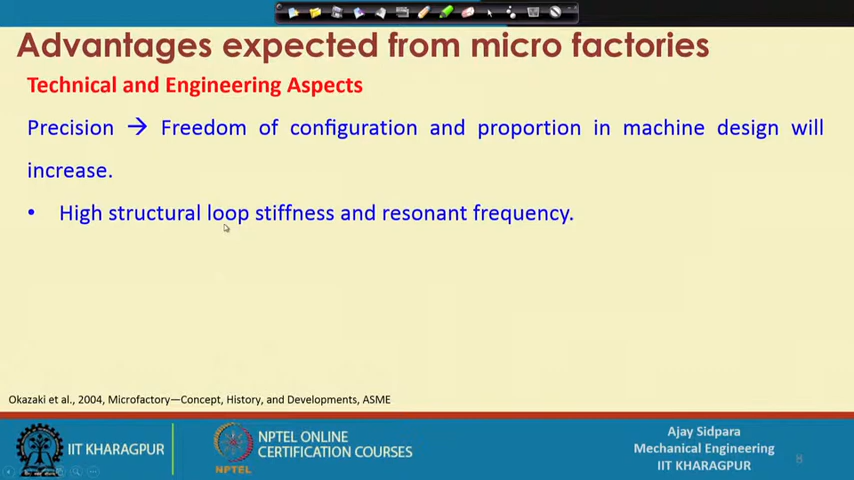 Advantages expected from micro factories
Technical and Engineering Aspects
Precision → Freedom of configuration and proportion in machine design will
increase.
• High structural loop stiffness and resonant frequency.
Okazaki et al., 2004, Microfactory—Concept, History, and Developments, ASME
IIT KHARAGPUR
NPTEL
NPTEL ONLINE
CERTIFICATION COURSES
Ajay Sidpara
Mechanical Engineering
IIT KHARAGPUR
8